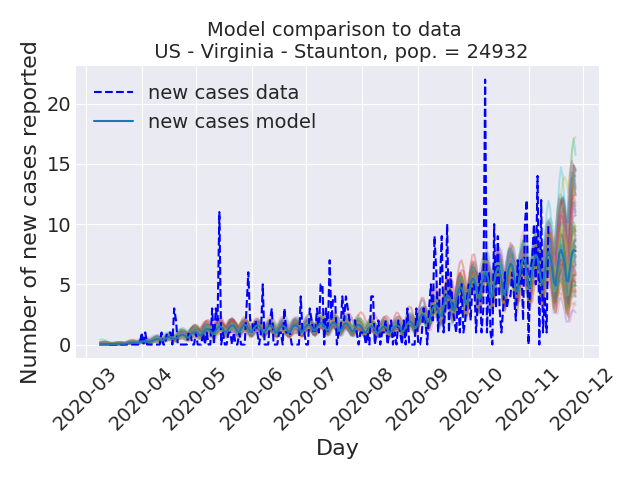 Model comparison to data
US - Virginia - Staunton, pop. = 24932
Number of new cases reported
20
15
10
5
0
new cases data
new cases model
2020-03
2020-04
2020-05
2020-06
2020-07
2020-08
2020-09
2020-10
2020-11
2020-12
Day